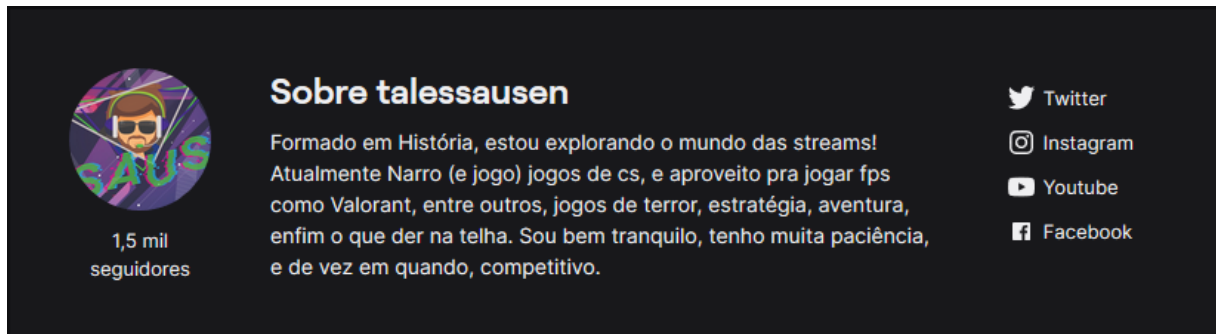 SAUS
1,5 mil
seguidores
Sobre talessausen
Formado em História, estou explorando o mundo das streams!
Atualmente Narro (e jogo) jogos de cs, e aproveito pra jogar fps
como Valorant, entre outros, jogos de terror, estratégia, aventura,
enfim o que der na telha. Sou bem tranquilo, tenho muita paciência,
e de vez em quando, competitivo.
Twitter
Instagram
Youtube
Facebook